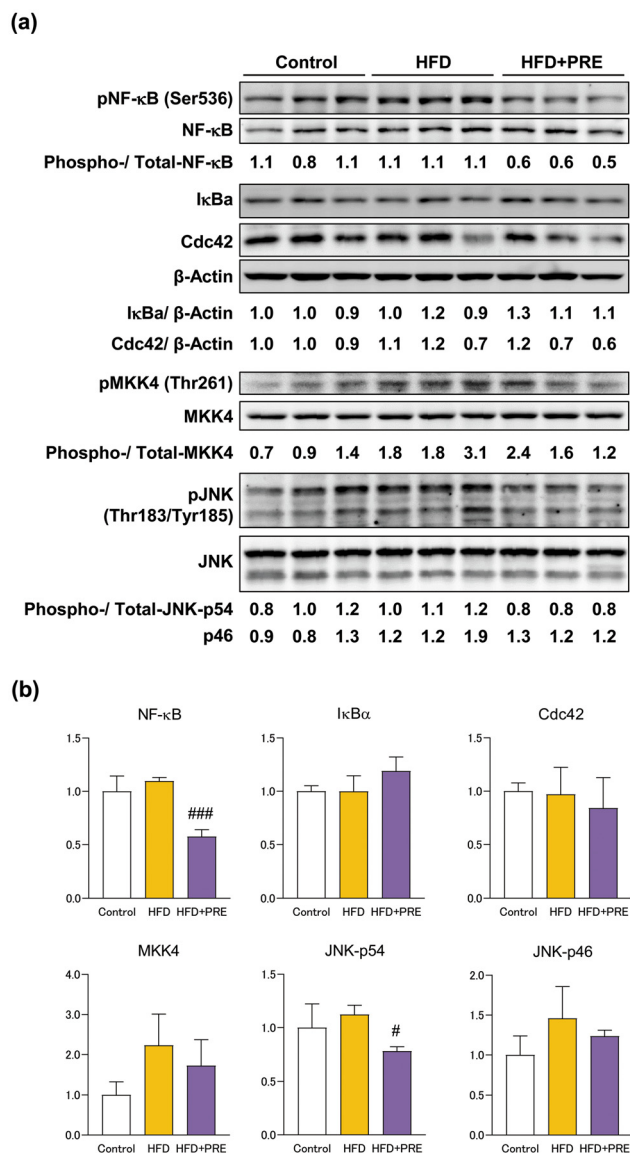 (a)
Control HFD HFD+PRE
pNF-κB (Ser536)
NF-κB
Phospho-/ Total-NF-κB 1.1 0.8 1.1 1.1 1.1 1.1 0.6 0.6 0.5
IκBa
Cdc42
β-Actin
IκBa/ β-Actin 1.0 1.0 0.9 1.0 1.2 0.9 1.3 1.1 1.1
Cdc42/ β-Actin 1.0 1.0 0.9 1.1 1.2 0.7 1.2 0.7 0.6
pMKK4 (Thr261)
MKK4
Phospho-/ Total-MKK4 0.7 0.9 1.4 1.8 1.8 3.1 2.4 1.6 1.2
pJNK
(Thr183/Tyr185)
JNK
Phospho-/ Total-JNK-p54 0.8 1.0 1.2 1.0 1.1 1.2 0.8 0.8 0.8
p46 0.9 0.8 1.3 1.2 1.2 1.9 1.3 1.2 1.2
(b)
NF-κB IκBα Cdc42
1.5 1.5 1.5
1.0 1.0 1.0
###
0.5 0.5 0.5
0.0 0.0 0.0
Control HFD HFD+PRE Control HFD HFD+PRE Control HFD HFD+PRE
MKK4 JNK-p54 JNK-p46
4.0 1.5 2.0
3.0 1.5
1.0 #
2.0 1.0
0.5
1.0 0.5
0.0 0.0 0.0
Control HFD HFD+PRE Control HFD HFD+PRE Control HFD HFD+PRE